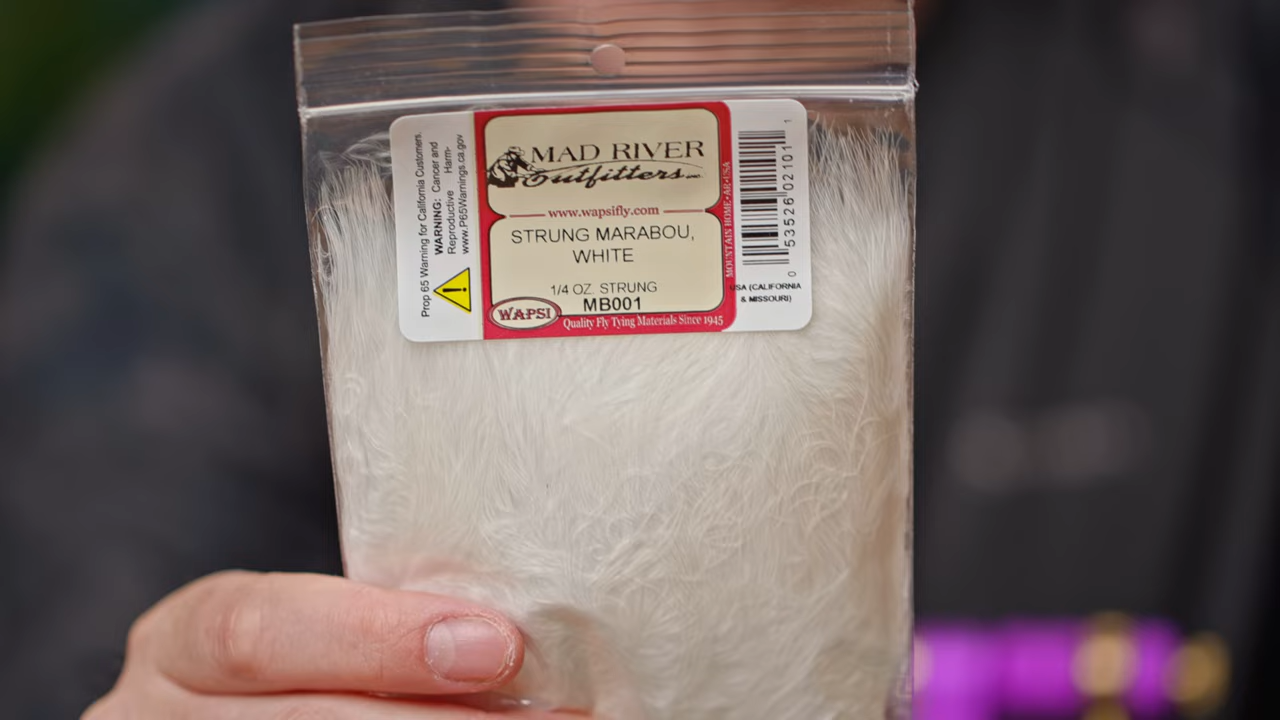 Prop 65 Warning for California Customers.
WARNING: Cancer and
Reproductive Harm-
www.P65Warnings.ca.gov
MAD RIVER
Outfitters INC.
www.wapsifly.com
STRUNG MARABOU,
WHITE
1/4 OZ. STRUNG
MB001
WAPSI
Quality Fly Tying Materials Since 1945
MOUNTAIN HOME•AR•USA
0 53526 02101 1
USA (CALIFORNIA
& MISSOURI)